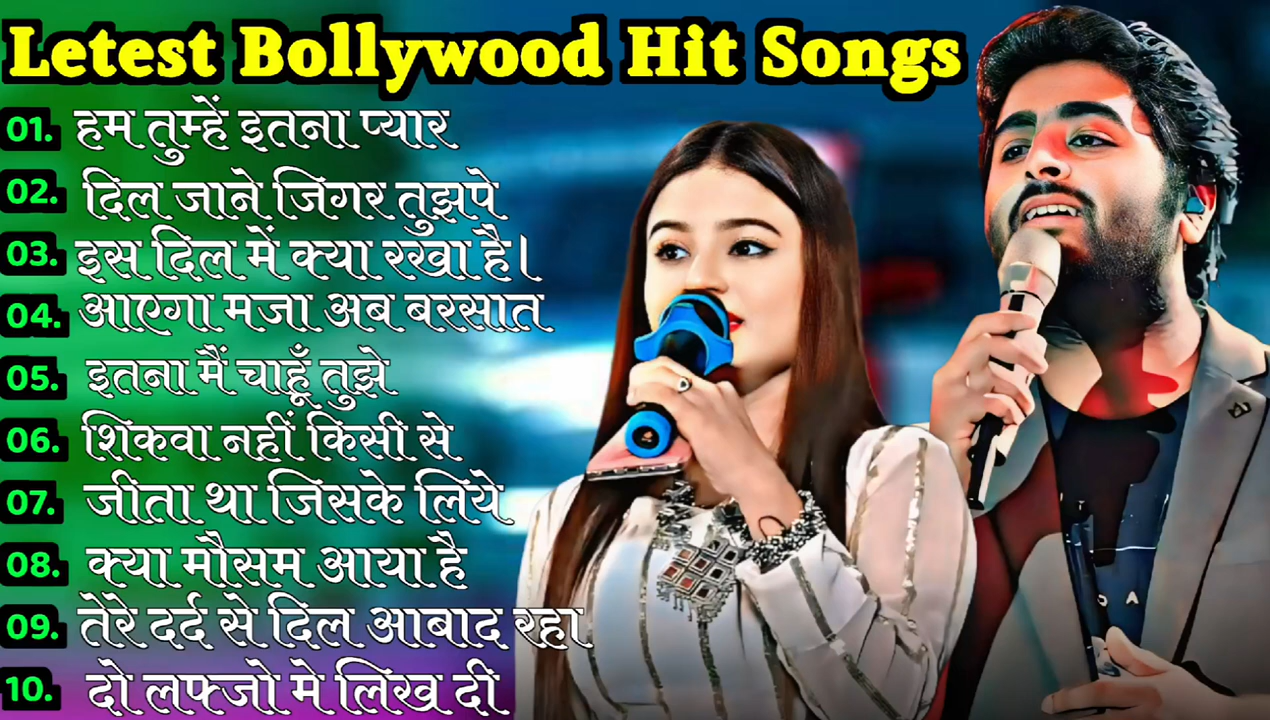 Letest Bollywood Hit Songs
01. हम तुम्हें इतना प्यार
02. दिल जाने जिगर तुझपे
03. इस दिल में क्या रखा है।
04. आएगा मजा अब बरसात
05. इतना मैं चाहूँ तुझे
06. शिकवा नहीं किसी से
07. जीता था जिसके लिये
08. क्या मौसम आया है
09. तेरे दर्द से दिल आबाद रहा
10. दो लफ्जो मे लिख दी